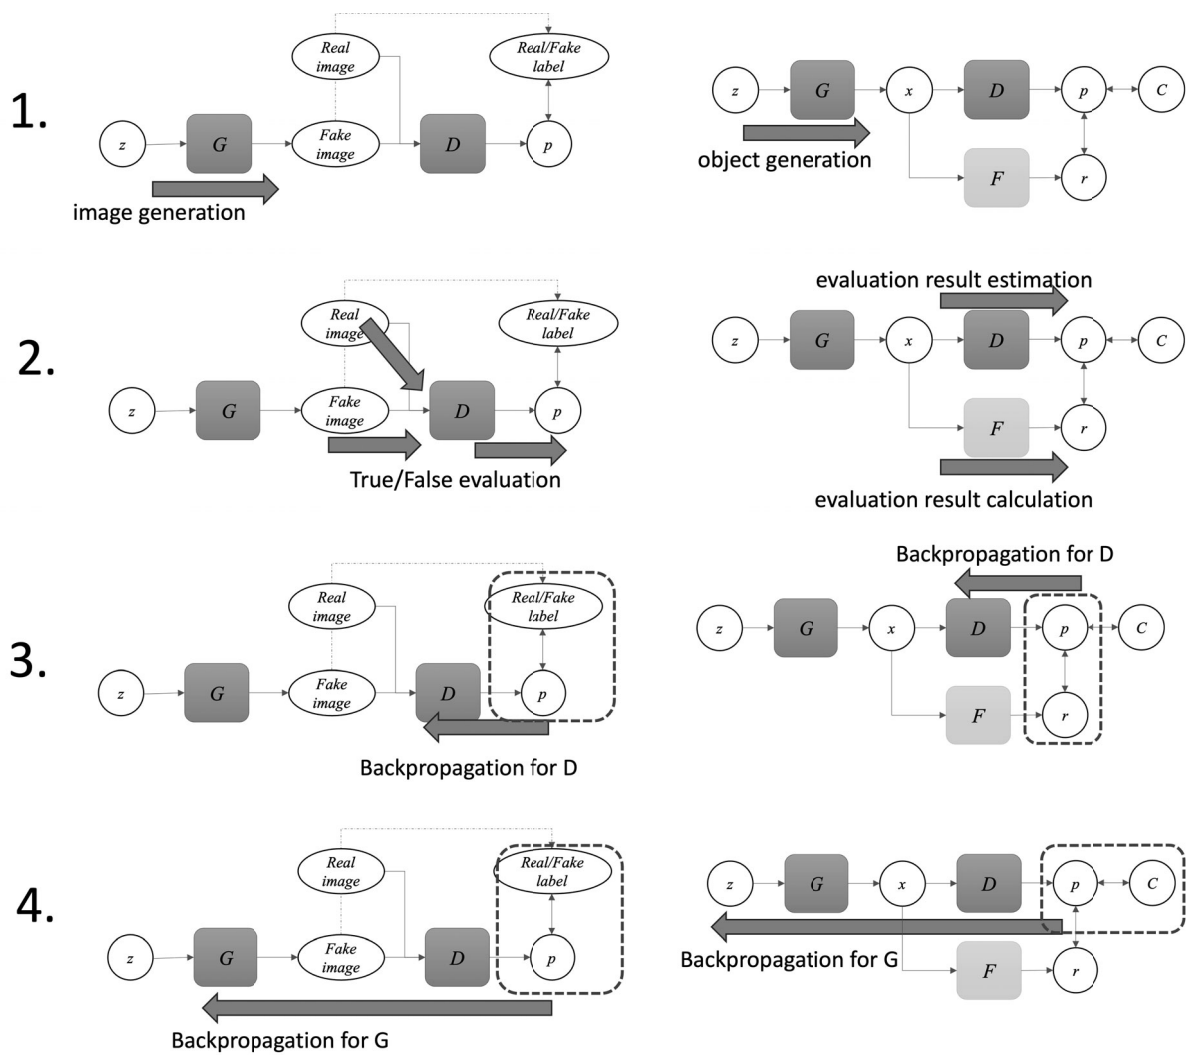 1.
Real
image
Real/Fake
label
z
G
Fake
image
D
p
image generation
z
G
x
D
p
C
F
r
object generation
2.
Real
image
Real/Fake
label
z
G
Fake
image
D
p
True/False evaluation
evaluation result estimation
z
G
x
D
p
C
F
r
evaluation result calculation
3.
Real
image
Real/Fake
label
z
G
Fake
image
D
p
Backpropagation for D
Backpropagation for D
z
G
x
D
p
C
F
r
4.
Real
image
Real/Fake
label
z
G
Fake
image
D
p
Backpropagation for G
z
G
x
D
p
C
Backpropagation for G
F
r